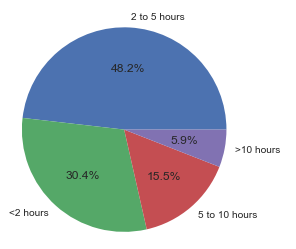 2 to 5 hours
48.2%
5.9%
>10 hours
30.4%
15.5%
<2 hours
5 to 10 hours